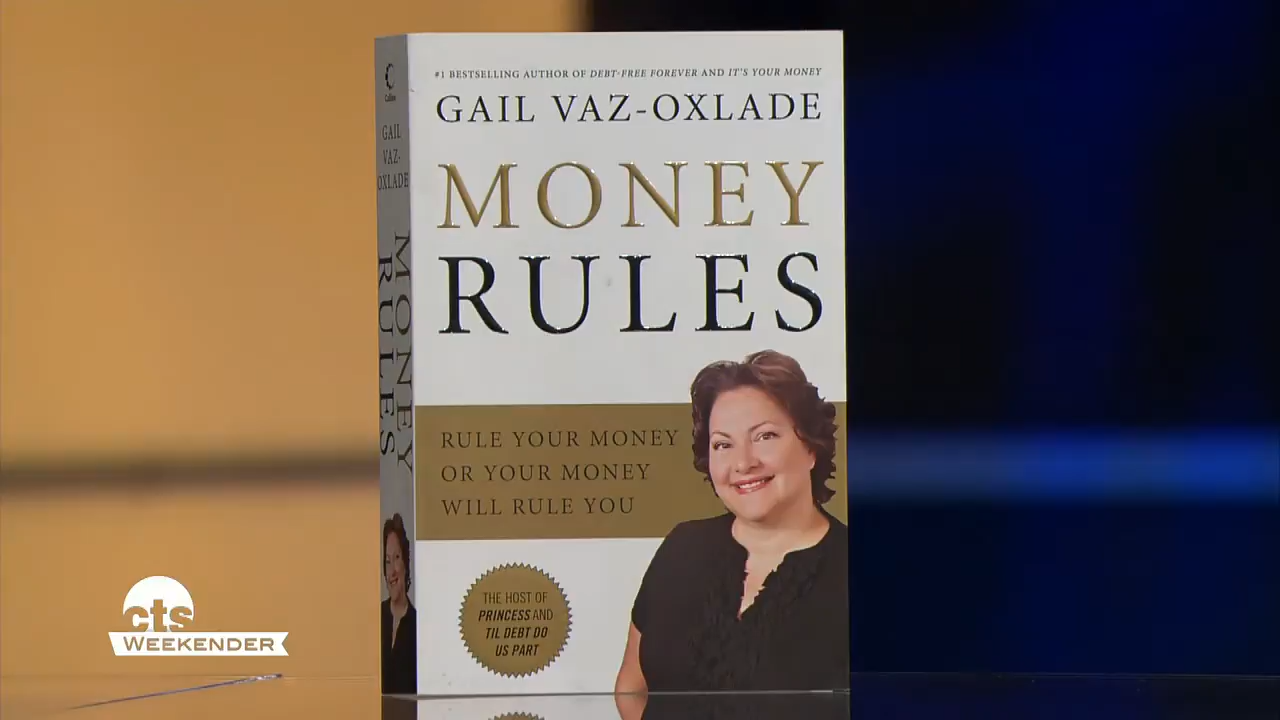 #1 BESTSELLING AUTHOR OF DEBT-FREE FOREVER AND IT'S YOUR MONEY
GAIL VAZ-OXLADE
MONEY
RULES
RULE YOUR MONEY
OR YOUR MONEY
WILL RULE YOU
THE HOST OF
PRINCESS AND
TIL DEBT DO
US PART
Collins
GAIL
VAZ-
OXLADE
MONEY
RULES
cts
WEEKENDER